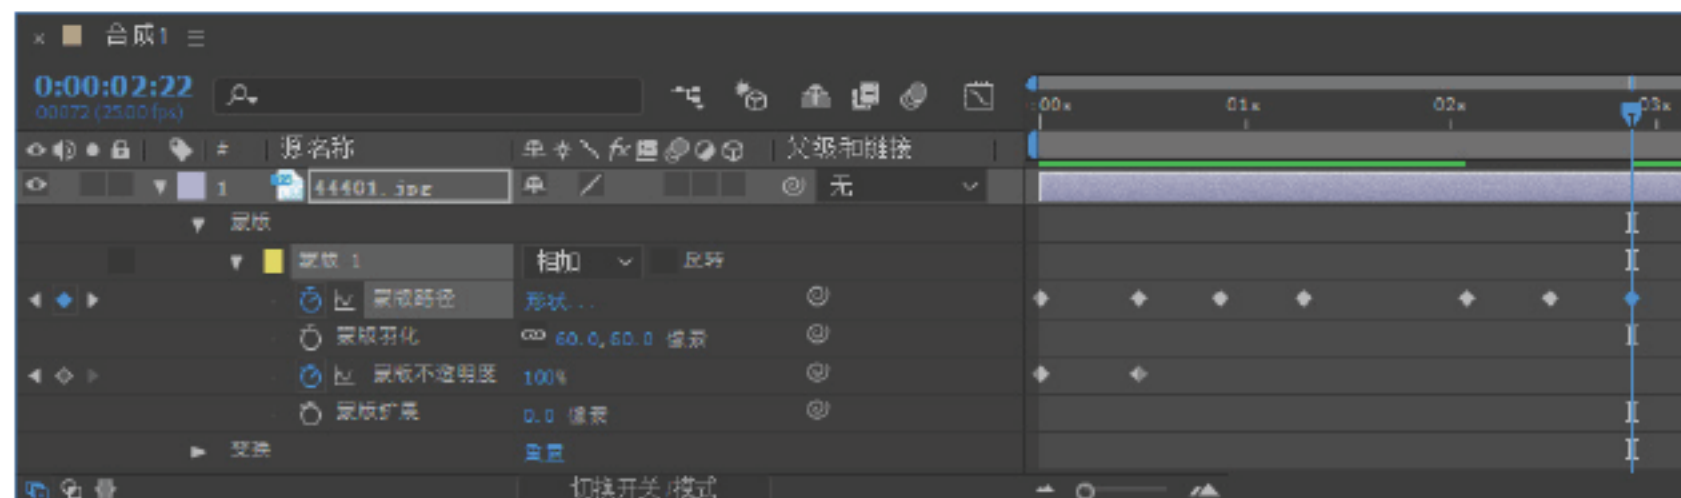 合成1
0:00:02:22
00072 (25.00 fps)
:00s 01s 02s 03s
# 源名称 父级和链接
1 44401.jpg 无
蒙版
蒙版 1 相加 反转
蒙版路径 形状...
蒙版羽化 60.0,60.0 像素
蒙版不透明度 100%
蒙版扩展 0.0 像素
变换 重置
切换开关/模式